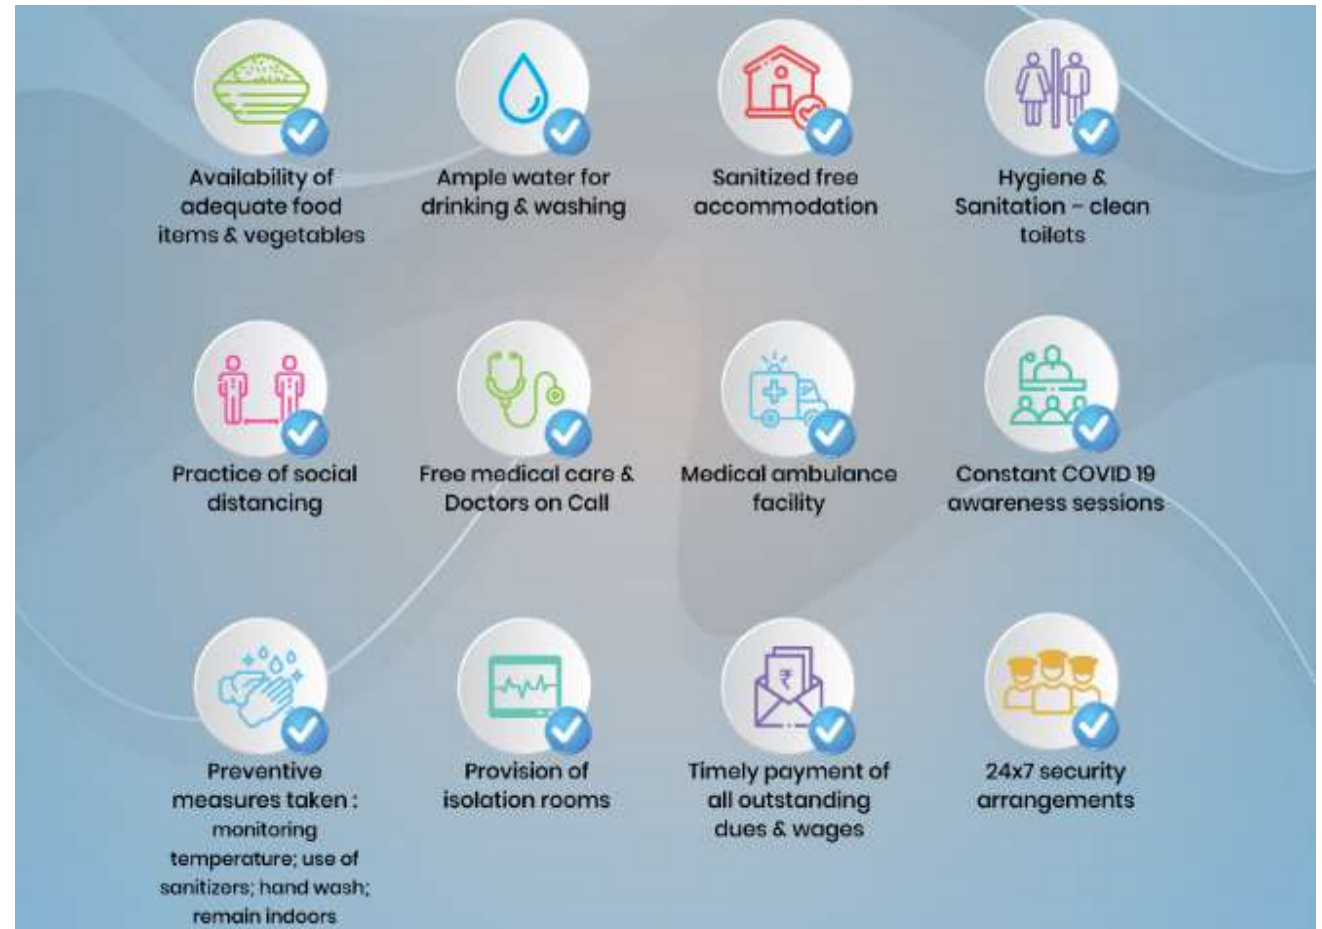 Availability of
adequate food
items & vegetables
Ample water for
drinking & washing
Sanitized free
accommodation
Hygiene &
Sanitation – clean
toilets
Practice of social
distancing
Free medical care &
Doctors on Call
Medical ambulance
facility
Constant COVID 19
awareness sessions
Preventive
measures taken :
monitoring
temperature; use of
sanitizers; hand wash;
remain indoors
Provision of
isolation rooms
₹
Timely payment of
all outstanding
dues & wages
24x7 security
arrangements